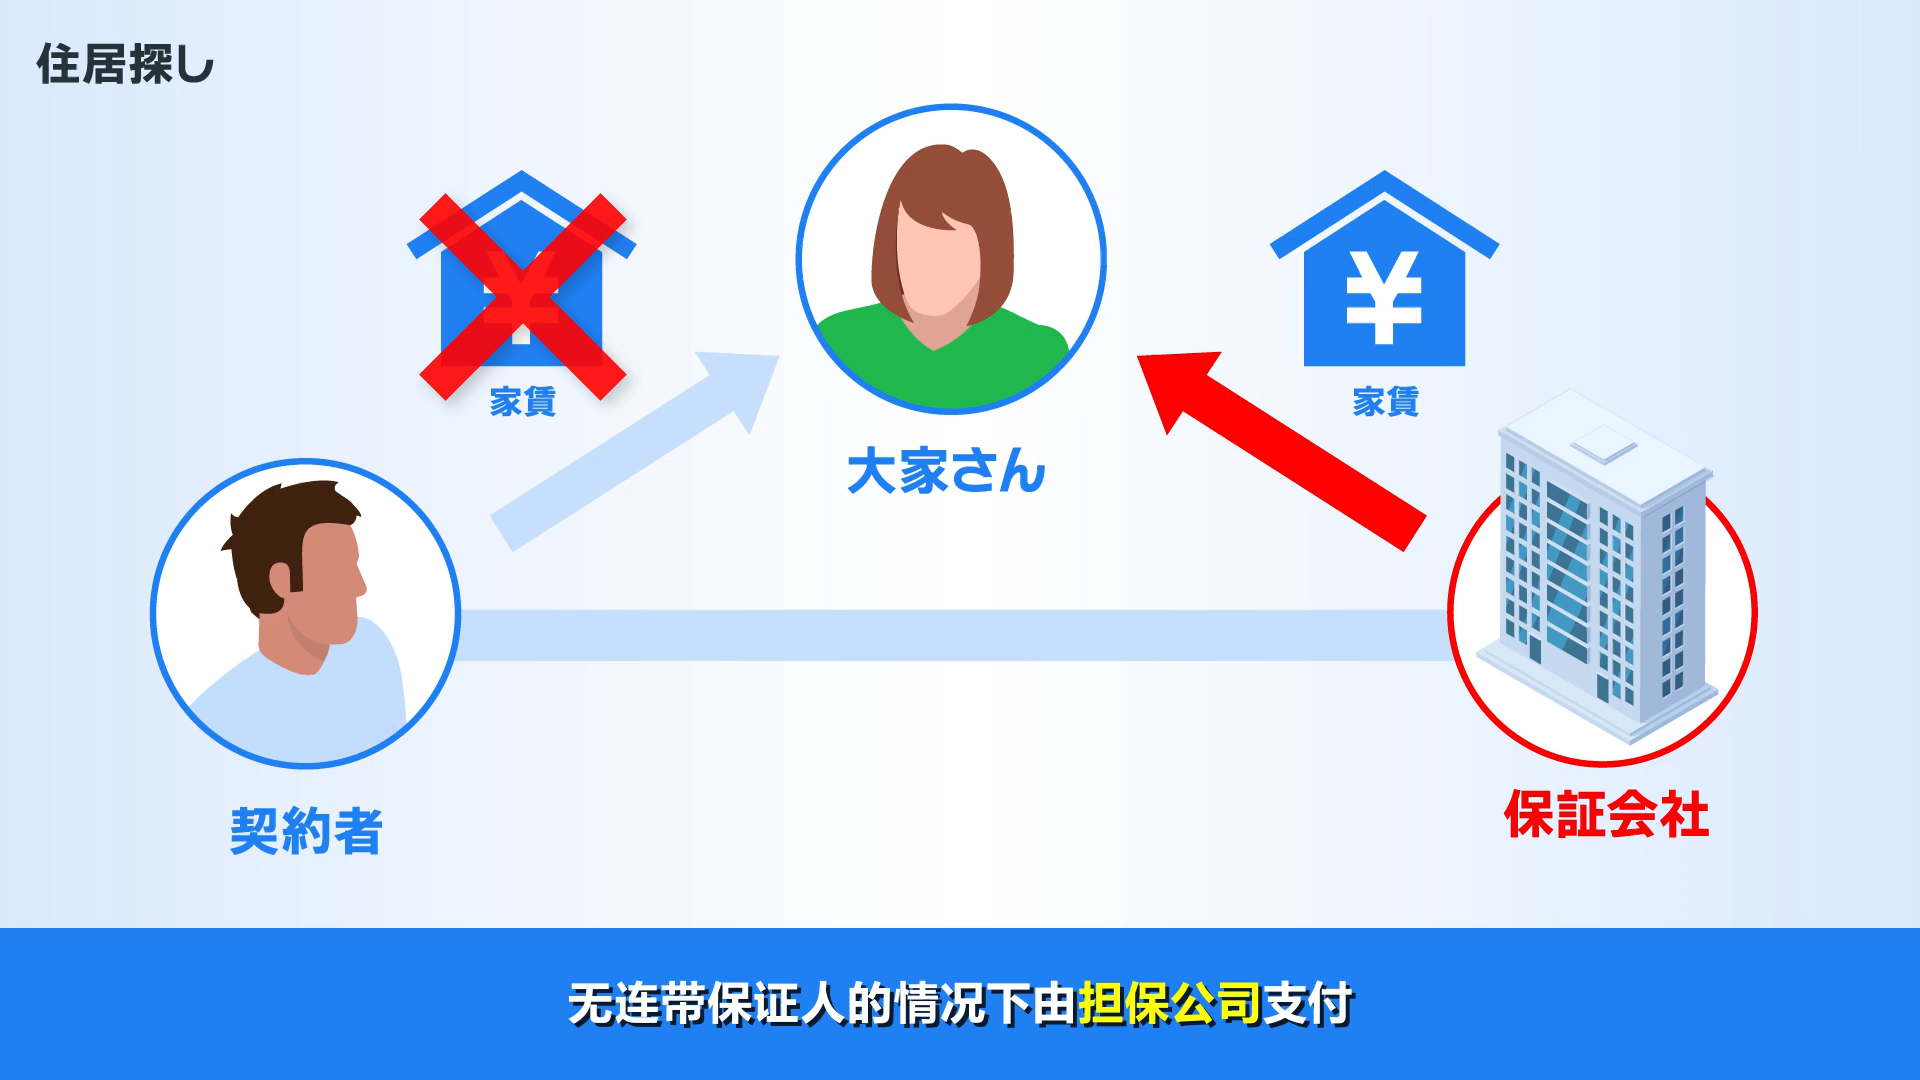 住居探し
¥
¥
家賃
家賃
大家さん
契約者
保証会社
无连带保证人的情况下由担保公司支付